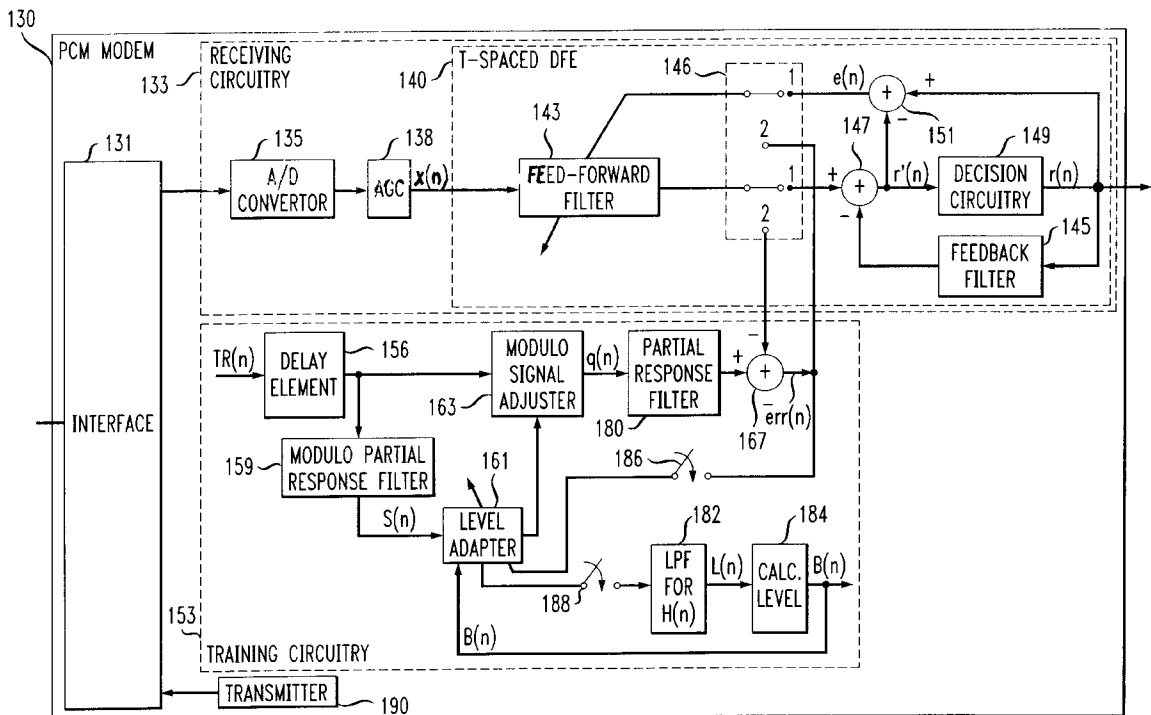 130
PCM MODEM
RECEIVING
CIRCUITRY
133
140
T-SPACED DFE
146
1
e(n)
+
+
151
−
131
135
A/D
CONVERTOR
138
AGC
x(n)
143
FEED-FORWARD
FILTER
2
1
2
147
+
+
−
r'(n)
149
DECISION
CIRCUITRY
r(n)
145
FEEDBACK
FILTER
INTERFACE
TR(n)
DELAY
ELEMENT
156
MODULO
SIGNAL
ADJUSTER
163
q(n)
PARTIAL
RESPONSE
FILTER
180
−
+
+
167
−err(n)
159
MODULO PARTIAL
RESPONSE FILTER
S(n)
161
LEVEL
ADAPTER
186
188
182
LPF
FOR
H(n)
L(n)
184
CALC.
LEVEL
B(n)
B(n)
153
TRAINING CIRCUITRY
TRANSMITTER
190